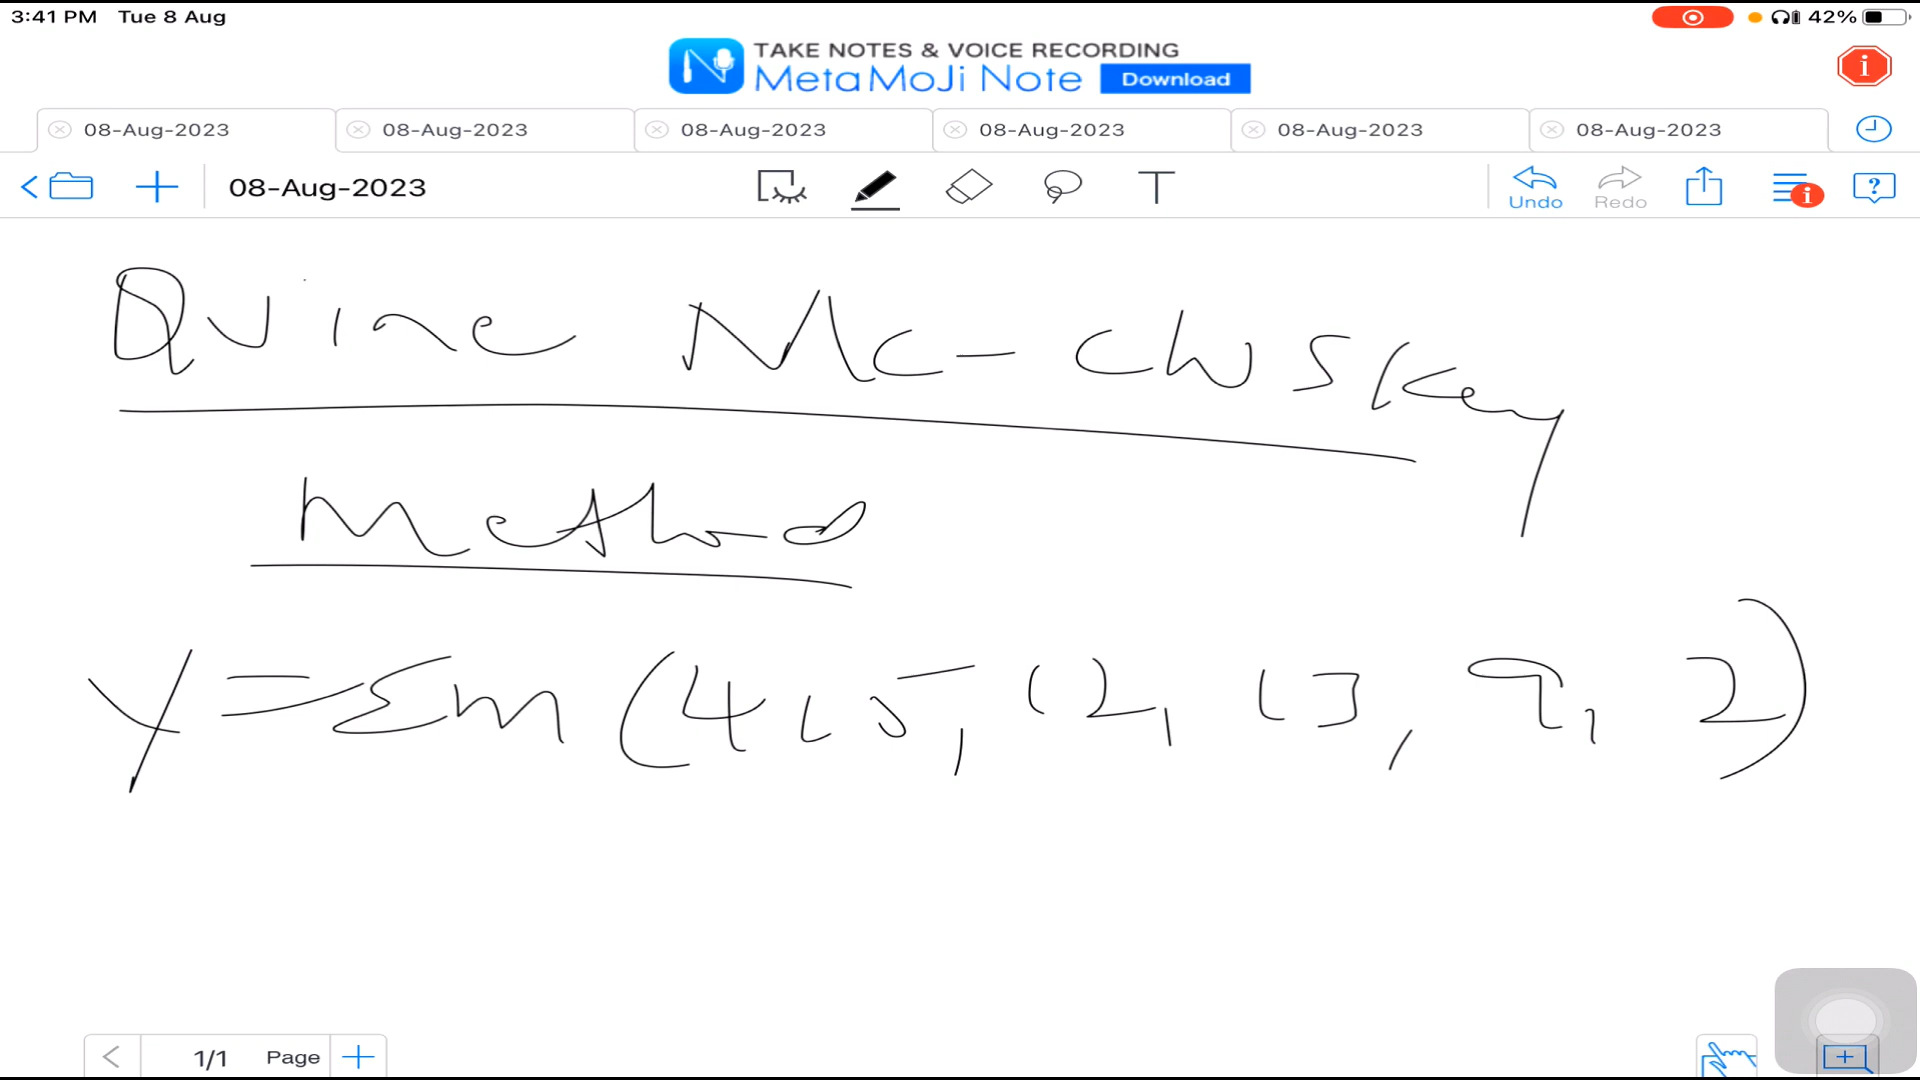 3:41 PM Tue 8 Aug 42%
TAKE NOTES & VOICE RECORDING
MetaMoJi Note Download
08-Aug-2023 08-Aug-2023 08-Aug-2023 08-Aug-2023 08-Aug-2023 08-Aug-2023
08-Aug-2023 T Undo Redo
Quine Mc-cluskey
Method
Y=Σm(4,15,12,13,9,2)
1/1 Page